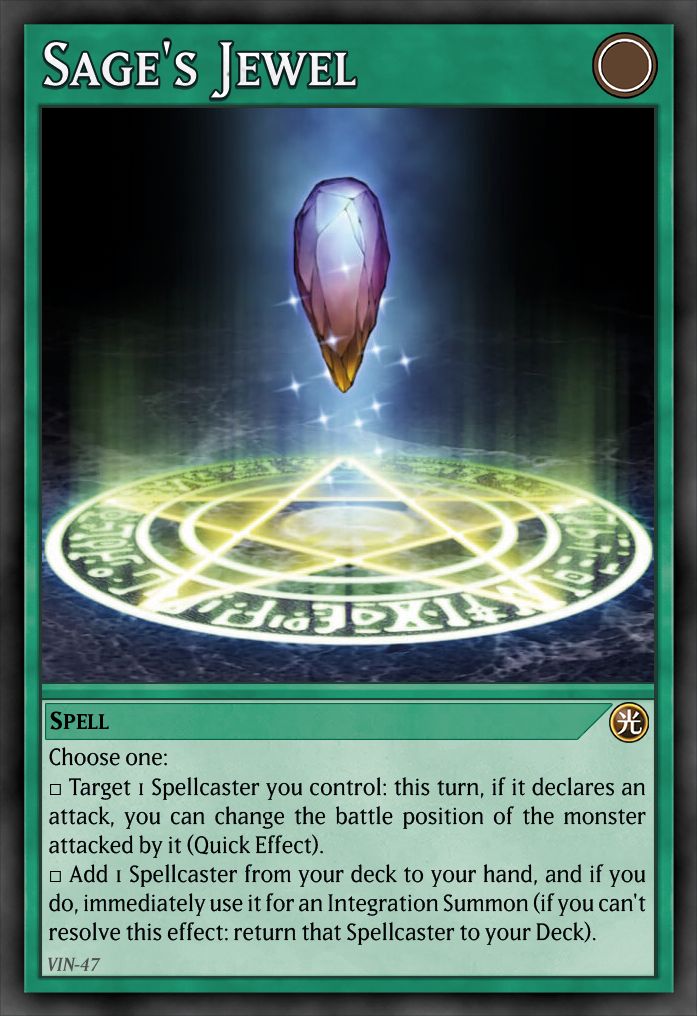 Sage's Jewel
Spell
光
Choose one:
□ Target 1 Spellcaster you control: this turn, if it declares an
attack, you can change the battle position of the monster
attacked by it (Quick Effect).
□ Add 1 Spellcaster from your deck to your hand, and if you
do, immediately use it for an Integration Summon (if you can't
resolve this effect: return that Spellcaster to your Deck).
VIN-47